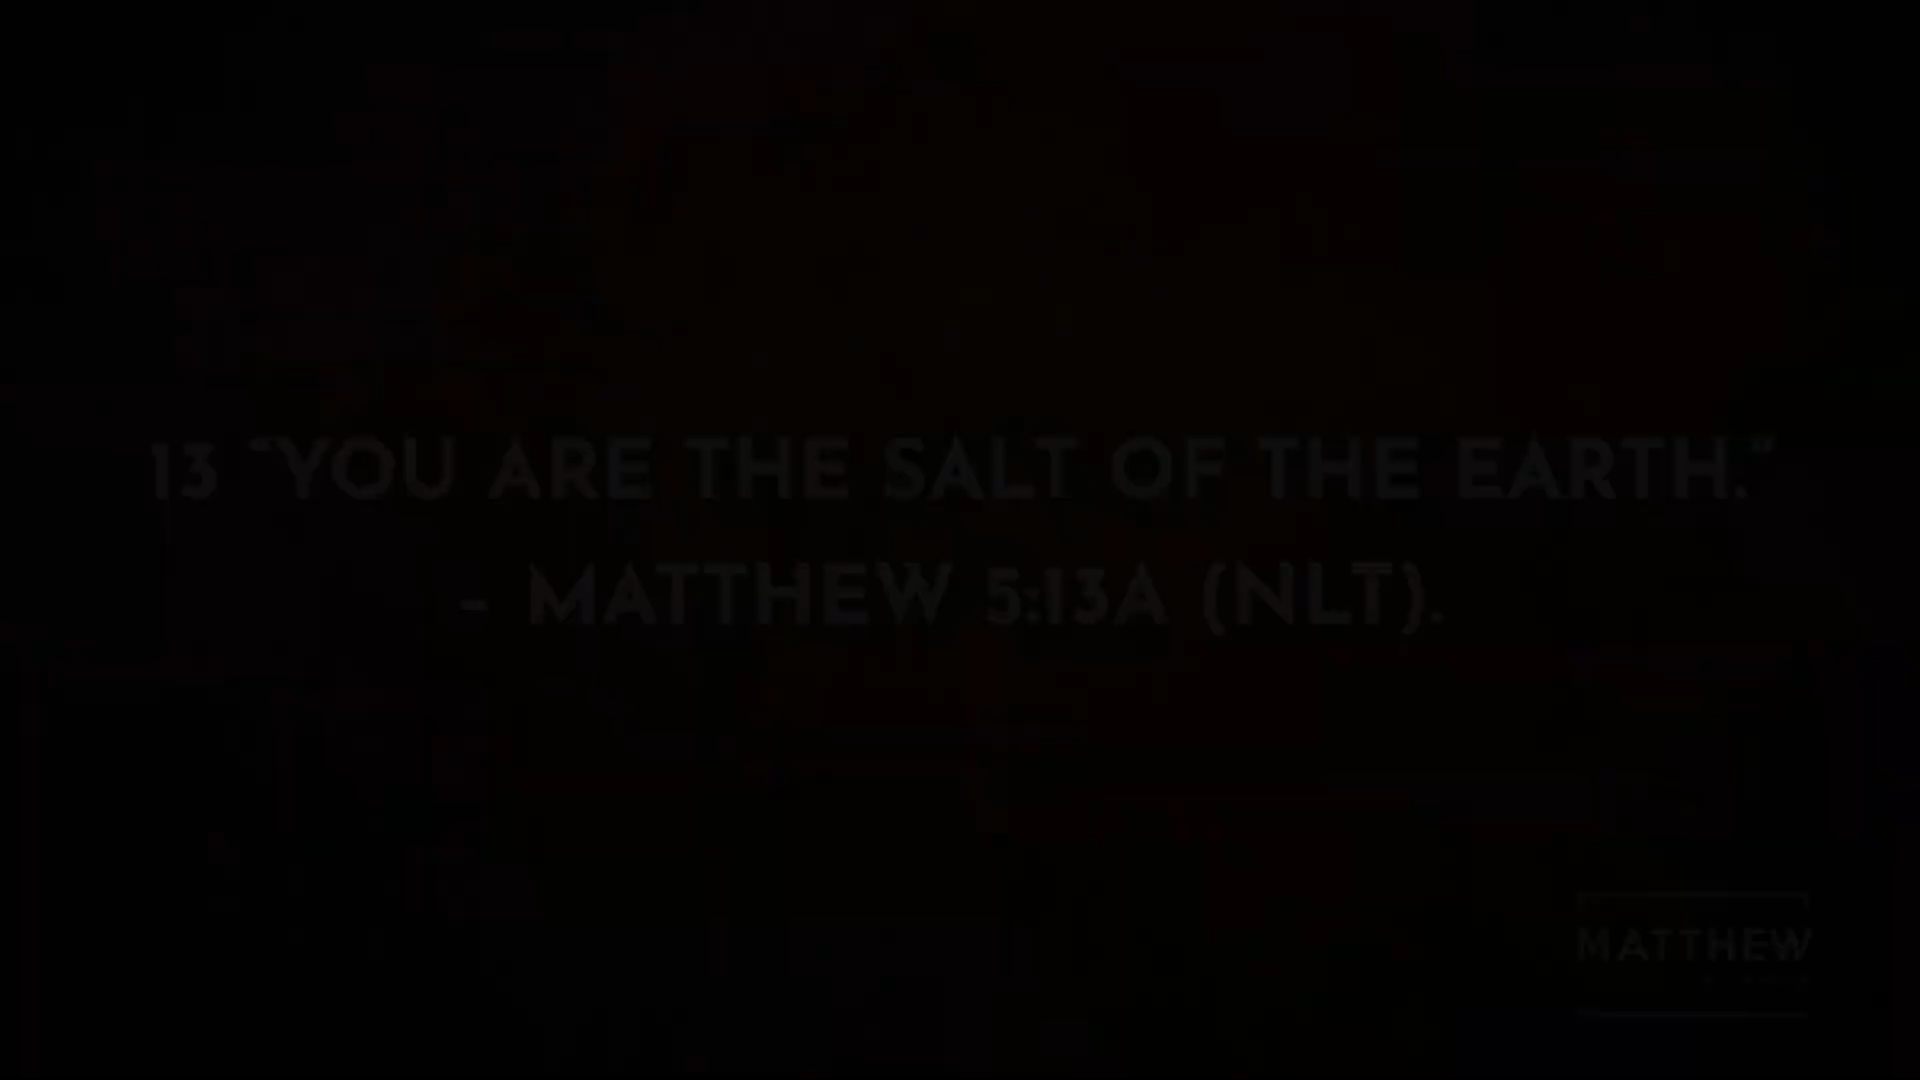 13 “YOU ARE THE SALT OF THE EARTH.”
- MATTHEW 5:13A (NLT).
MATTHEW